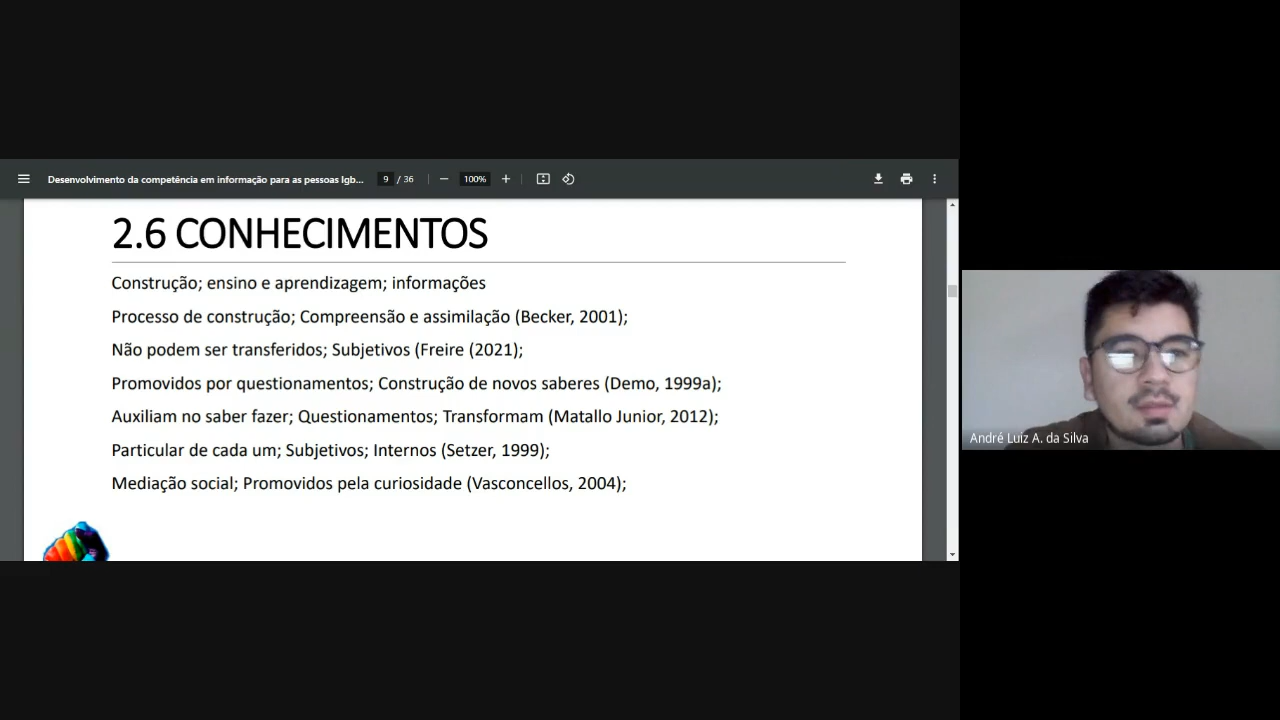 Desenvolvimento da competência em informação para as pessoas lgb... 9 / 36 — 100% +
2.6 CONHECIMENTOS
Construção; ensino e aprendizagem; informações
Processo de construção; Compreensão e assimilação (Becker, 2001);
Não podem ser transferidos; Subjetivos (Freire (2021);
Promovidos por questionamentos; Construção de novos saberes (Demo, 1999a);
Auxiliam no saber fazer; Questionamentos; Transformam (Matallo Junior, 2012);
Particular de cada um; Subjetivos; Internos (Setzer, 1999);
Mediação social; Promovidos pela curiosidade (Vasconcellos, 2004);
André Luiz A. da Silva